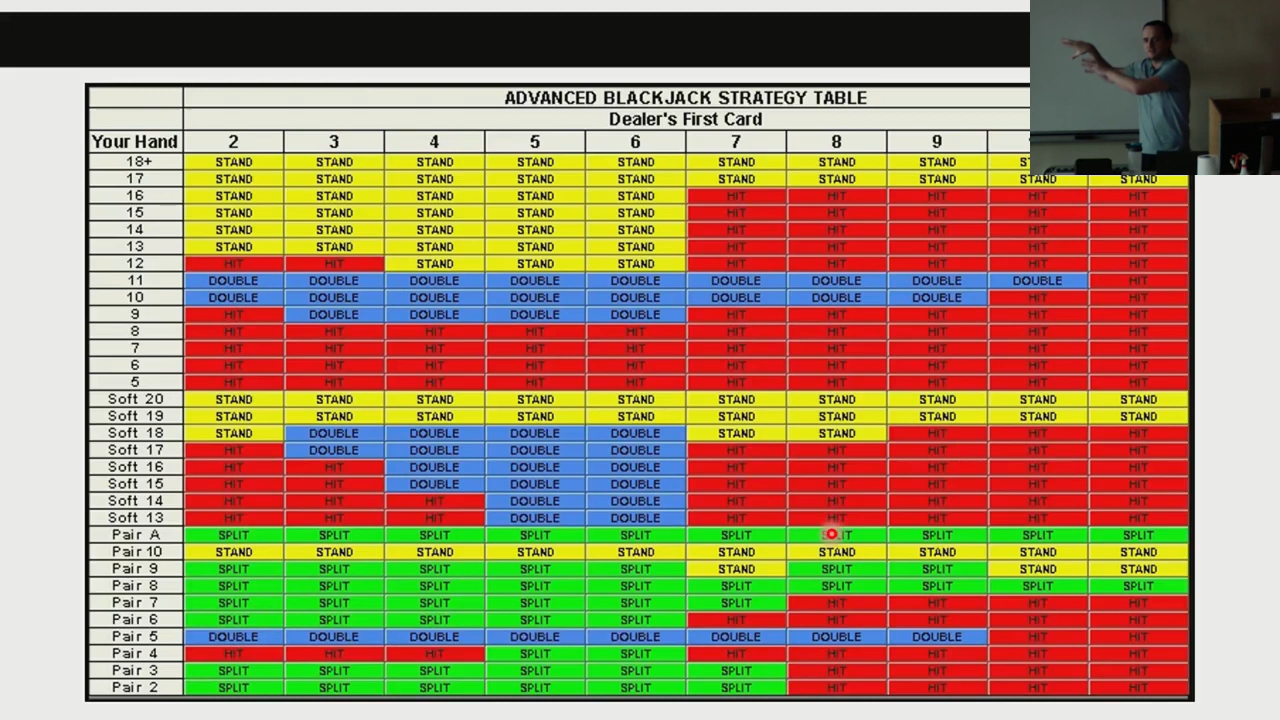 ADVANCED BLACKJACK STRATEGY TABLE
Dealer's First Card
Your Hand 2 3 4 5 6 7 8 9
18+ STAND STAND STAND STAND STAND STAND STAND STAND
17 STAND STAND STAND STAND STAND STAND STAND STAND STAND STAND
16 STAND STAND STAND STAND STAND HIT HIT HIT HIT HIT
15 STAND STAND STAND STAND STAND HIT HIT HIT HIT HIT
14 STAND STAND STAND STAND STAND HIT HIT HIT HIT HIT
13 STAND STAND STAND STAND STAND HIT HIT HIT HIT HIT
12 HIT HIT STAND STAND STAND HIT HIT HIT HIT HIT
11 DOUBLE DOUBLE DOUBLE DOUBLE DOUBLE DOUBLE DOUBLE DOUBLE DOUBLE HIT
10 DOUBLE DOUBLE DOUBLE DOUBLE DOUBLE DOUBLE DOUBLE DOUBLE HIT HIT
9 HIT DOUBLE DOUBLE DOUBLE DOUBLE HIT HIT HIT HIT HIT
8 HIT HIT HIT HIT HIT HIT HIT HIT HIT HIT
7 HIT HIT HIT HIT HIT HIT HIT HIT HIT HIT
6 HIT HIT HIT HIT HIT HIT HIT HIT HIT HIT
5 HIT HIT HIT HIT HIT HIT HIT HIT HIT HIT
Soft 20 STAND STAND STAND STAND STAND STAND STAND STAND STAND STAND
Soft 19 STAND STAND STAND STAND STAND STAND STAND STAND STAND STAND
Soft 18 STAND DOUBLE DOUBLE DOUBLE DOUBLE STAND STAND HIT HIT HIT
Soft 17 HIT DOUBLE DOUBLE DOUBLE DOUBLE HIT HIT HIT HIT HIT
Soft 16 HIT HIT DOUBLE DOUBLE DOUBLE HIT HIT HIT HIT HIT
Soft 15 HIT HIT DOUBLE DOUBLE DOUBLE HIT HIT HIT HIT HIT
Soft 14 HIT HIT HIT DOUBLE DOUBLE HIT HIT HIT HIT HIT
Soft 13 HIT HIT HIT DOUBLE DOUBLE HIT HIT HIT HIT HIT
Pair A SPLIT SPLIT SPLIT SPLIT SPLIT SPLIT SPLIT SPLIT SPLIT SPLIT
Pair 10 STAND STAND STAND STAND STAND STAND STAND STAND STAND STAND
Pair 9 SPLIT SPLIT SPLIT SPLIT SPLIT STAND SPLIT SPLIT STAND STAND
Pair 8 SPLIT SPLIT SPLIT SPLIT SPLIT SPLIT SPLIT SPLIT SPLIT SPLIT
Pair 7 SPLIT SPLIT SPLIT SPLIT SPLIT SPLIT HIT HIT HIT HIT
Pair 6 SPLIT SPLIT SPLIT SPLIT SPLIT HIT HIT HIT HIT HIT
Pair 5 DOUBLE DOUBLE DOUBLE DOUBLE DOUBLE DOUBLE DOUBLE DOUBLE HIT HIT
Pair 4 HIT HIT HIT SPLIT SPLIT HIT HIT HIT HIT HIT
Pair 3 SPLIT SPLIT SPLIT SPLIT SPLIT SPLIT HIT HIT HIT HIT
Pair 2 SPLIT SPLIT SPLIT SPLIT SPLIT SPLIT HIT HIT HIT HIT